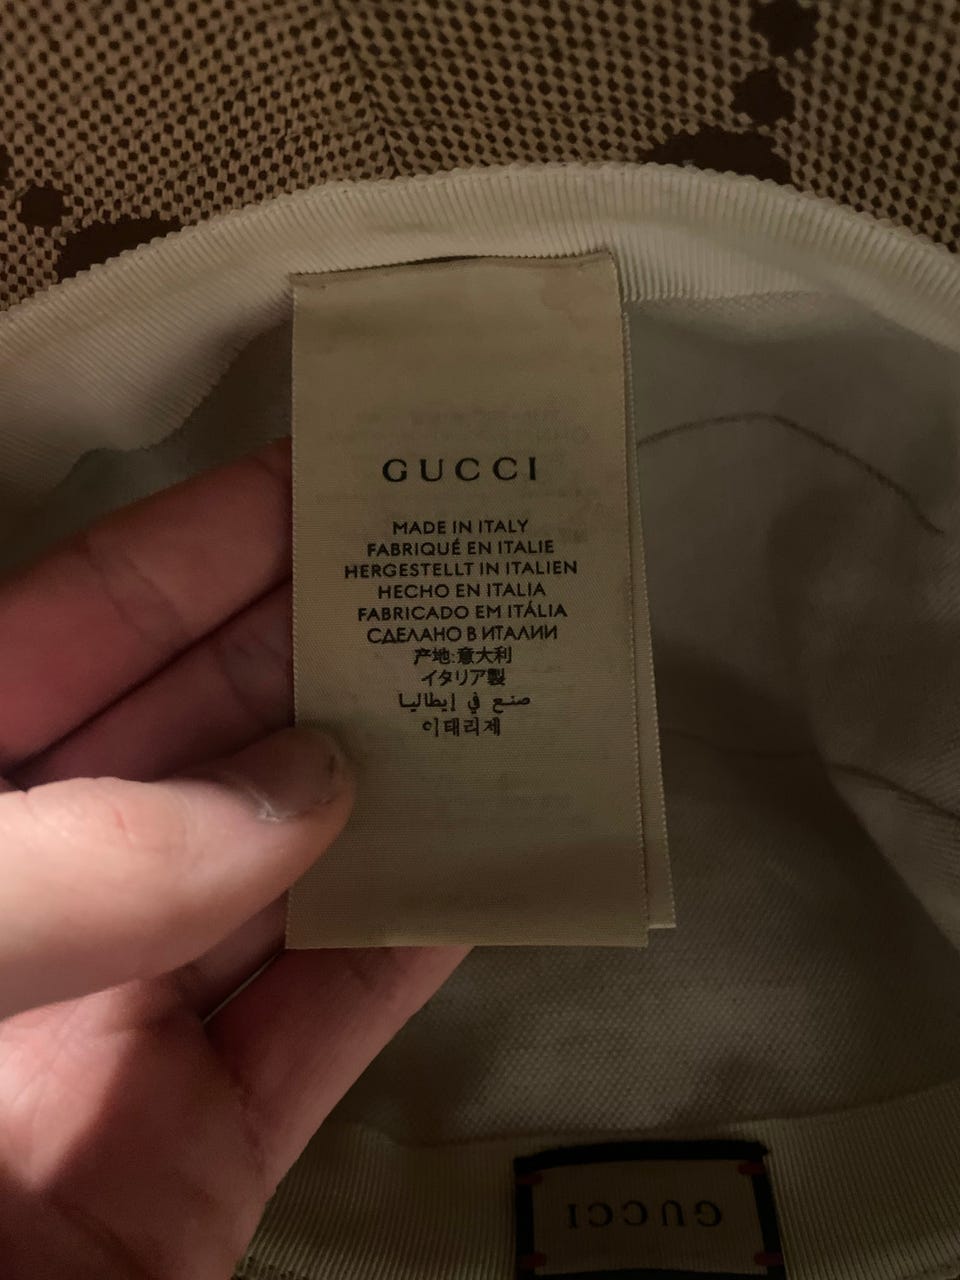 GUCCI
MADE IN ITALY
FABRIQUÉ EN ITALIE
HERGESTELLT IN ITALIEN
HECHO EN ITALIA
FABRICADO EM ITÁLIA
СДЕЛАНО В ИТАЛИИ
产地:意大利
イタリア製
صنع في إيطاليا
이태리제
GUCCI